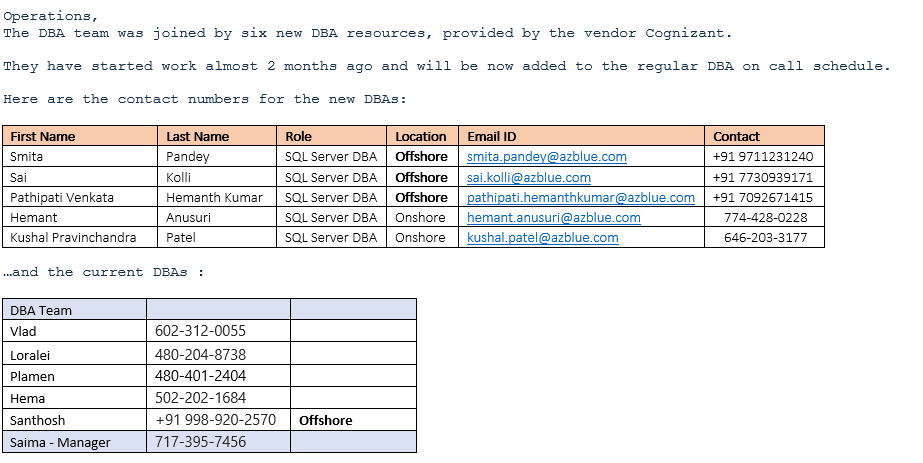 Operations,
The DBA team was joined by six new DBA resources, provided by the vendor Cognizant.
They have started work almost 2 months ago and will be now added to the regular DBA on call schedule.
Here are the contact numbers for the new DBAs:
First Name Last Name Role Location Email ID Contact
Smita Pandey SQL Server DBA Offshore smita.pandey@azblue.com +91 9711231240
Sai Kolli SQL Server DBA Offshore sai.kolli@azblue.com +91 7730939171
Pathipati Venkata Hemanth Kumar SQL Server DBA Offshore pathipati.hemanthkumar@azblue.com +91 7092671415
Hemant Anusuri SQL Server DBA Onshore hemant.anusuri@azblue.com 774-428-0228
Kushal Pravinchandra Patel SQL Server DBA Onshore kushal.patel@azblue.com 646-203-3177
…and the current DBAs :
DBA Team
Vlad 602-312-0055
Loralei 480-204-8738
Plamen 480-401-2404
Hema 502-202-1684
Santhosh +91 998-920-2570 Offshore
Saima - Manager 717-395-7456